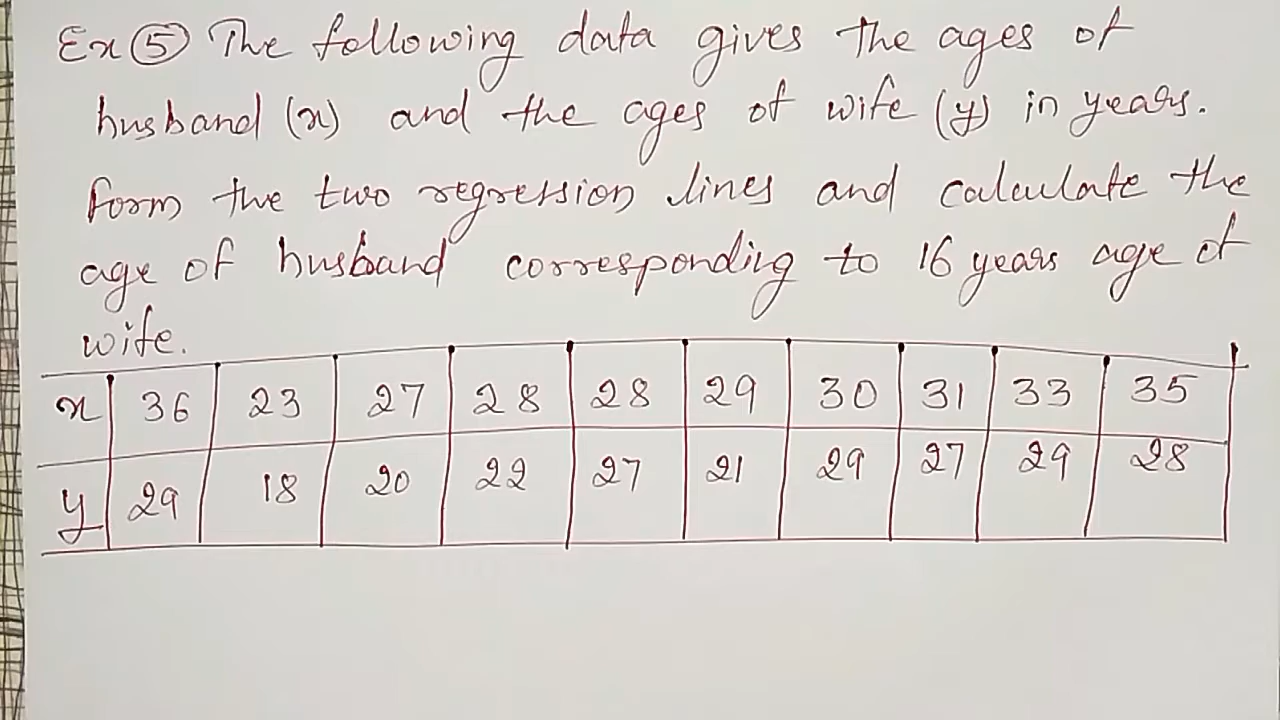 Ex ⑤ The following data gives the ages of
husband (x) and the ages of wife (y) in years.
form the two regression lines and calculate the
age of husband corresponding to 16 years age of
wife.
x 36 23 27 28 28 29 30 31 33 35
y 29 18 20 22 27 21 29 27 29 28